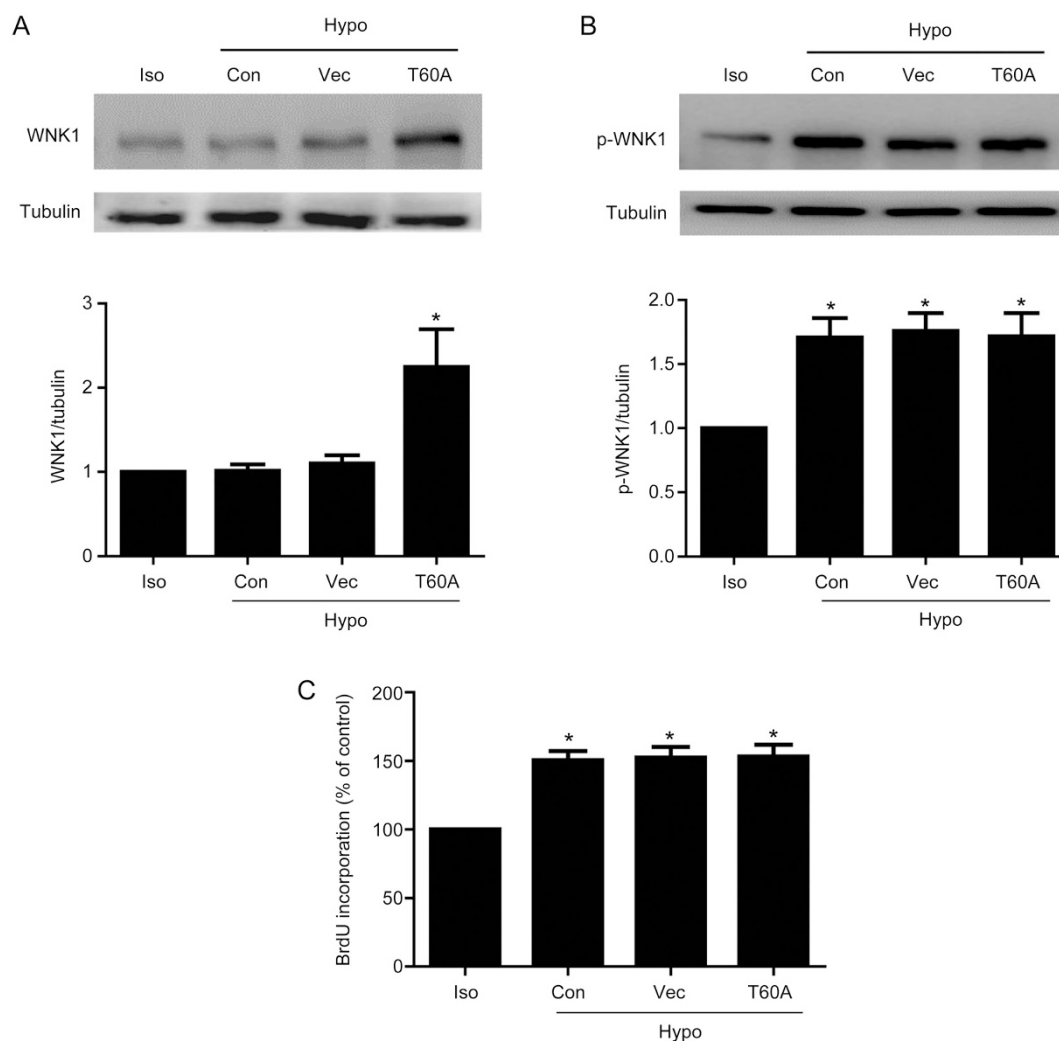 A
Hypo
Iso Con Vec T60A
WNK1
Tubulin
3
2
1
0
WNK1/tubulin
*
Iso Con Vec T60A
Hypo
B
Hypo
Iso Con Vec T60A
p-WNK1
Tubulin
2.0
1.5
1.0
0.5
0.0
p-WNK1/tubulin
* * *
Iso Con Vec T60A
Hypo
C
200
150
100
50
0
BrdU incorporation (% of control)
* * *
Iso Con Vec T60A
Hypo